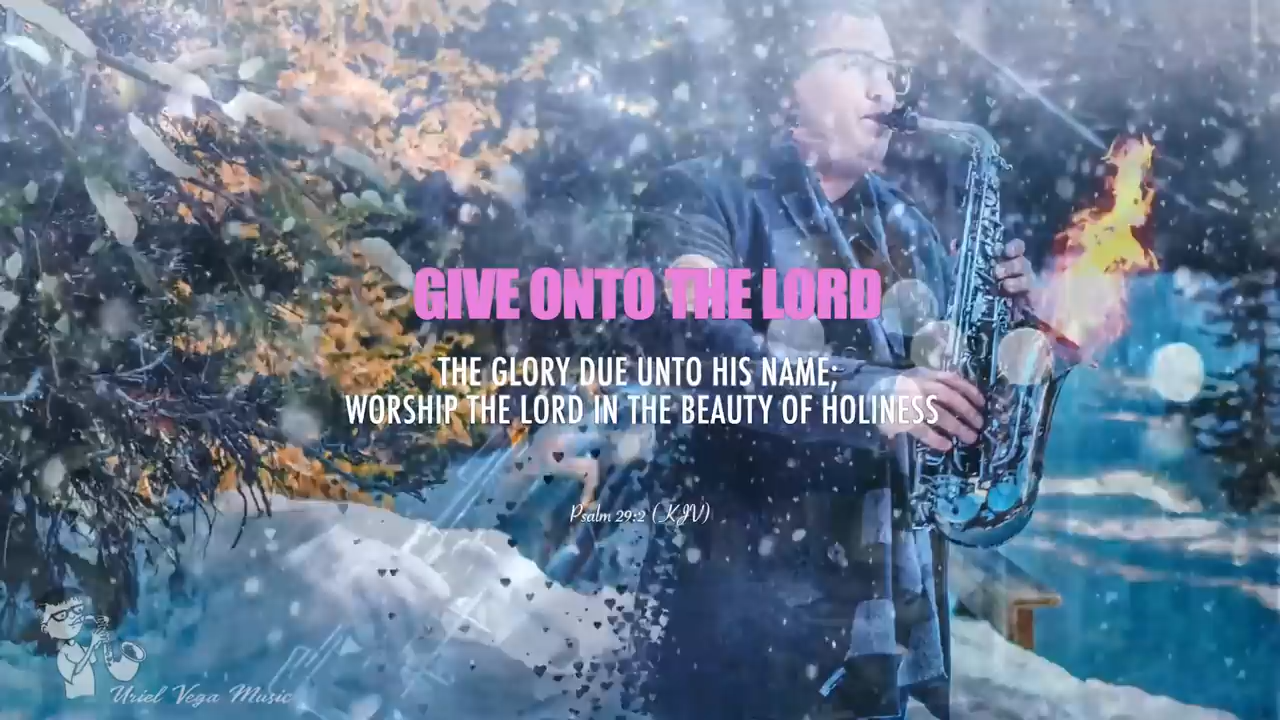 GIVE ONTO THE LORD
THE GLORY DUE UNTO HIS NAME;
WORSHIP THE LORD IN THE BEAUTY OF HOLINESS
Psalm 29:2 (KJV)
Uriel Vega Music